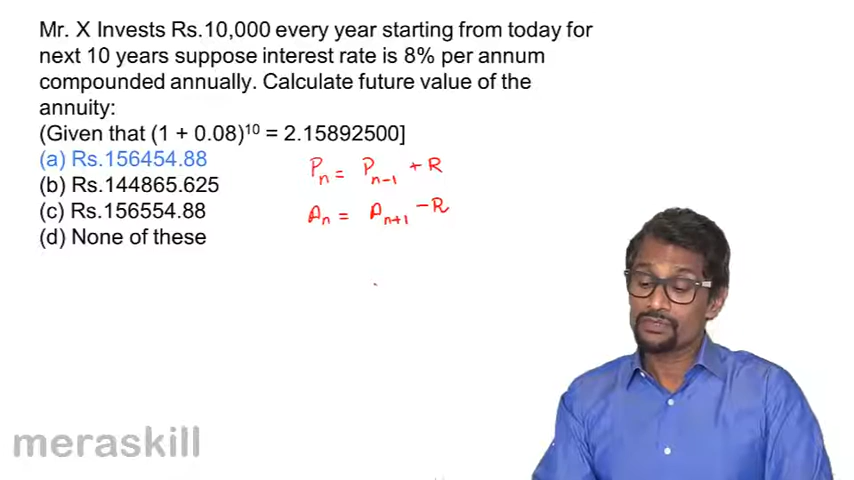 Mr. X Invests Rs.10,000 every year starting from today for
next 10 years suppose interest rate is 8% per annum
compounded annually. Calculate future value of the
annuity:
(Given that (1 + 0.08)¹⁰ = 2.15892500]
(a) Rs.156454.88
(b) Rs.144865.625
(c) Rs.156554.88
(d) None of these
Pₙ = Pₙ₋₁ + R
Aₙ = Aₙ₊₁ - R
meraskill